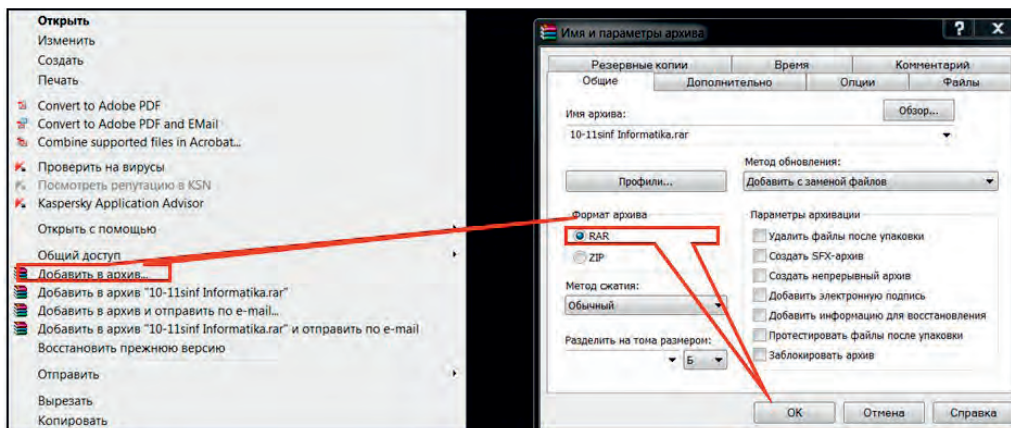 Открыть
Изменить
Создать
Печать
Convert to Adobe PDF
Convert to Adobe PDF and EMail
Combine supported files in Acrobat...
Проверить на вирусы
Посмотреть репутацию в KSN
Kaspersky Application Advisor
Открыть с помощью
Общий доступ
Добавить в архив...
Добавить в архив "10-11sinf Informatika.rar"
Добавить в архив и отправить по e-mail...
Добавить в архив "10-11sinf Informatika.rar" и отправить по e-mail
Восстановить прежнюю версию
Отправить
Вырезать
Копировать
Имя и параметры архива
? X
Резервные копии Время Комментарий
Общие Дополнительно Опции Файлы
Имя архива:
Обзор...
10-11sinf Informatika.rar
Метод обновления:
Профили...
Добавить с заменой файлов
Формат архива
RAR
ZIP
Метод сжатия:
Обычный
Разделить на тома размером:
Б
Параметры архивации
Удалить файлы после упаковки
Создать SFX-архив
Создать непрерывный архив
Добавить электронную подпись
Добавить информацию для восстановления
Протестировать файлы после упаковки
Заблокировать архив
OK Отмена Справка